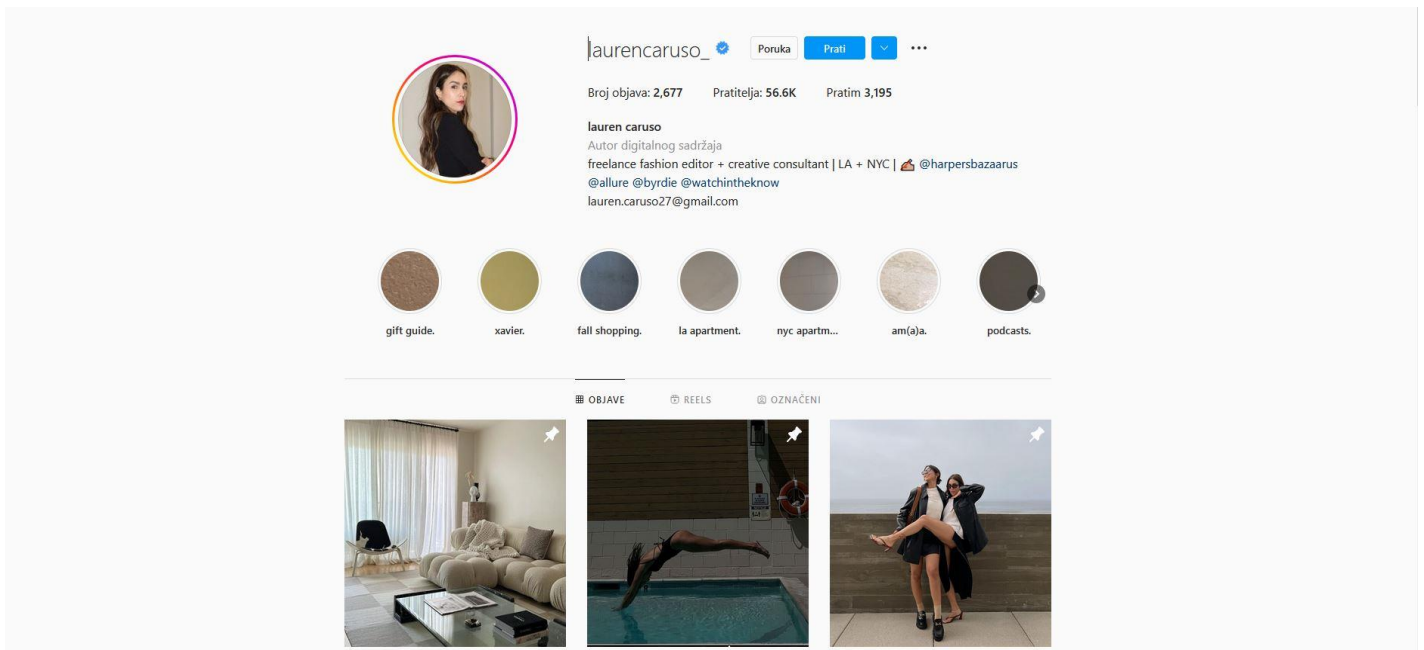 laurencaruso_ Poruka Prati
Broj objava: 2,677 Pratitelja: 56.6K Pratim 3,195
lauren caruso
Autor digitalnog sadržaja
freelance fashion editor + creative consultant | LA + NYC | ✍🏽 @harpersbazaarus
@allure @byrdie @watchintheknow
lauren.caruso27@gmail.com
gift guide. xavier. fall shopping. la apartment. nyc apartm... am(a)a. podcasts.
OBJAVE REELS OZNAČENI